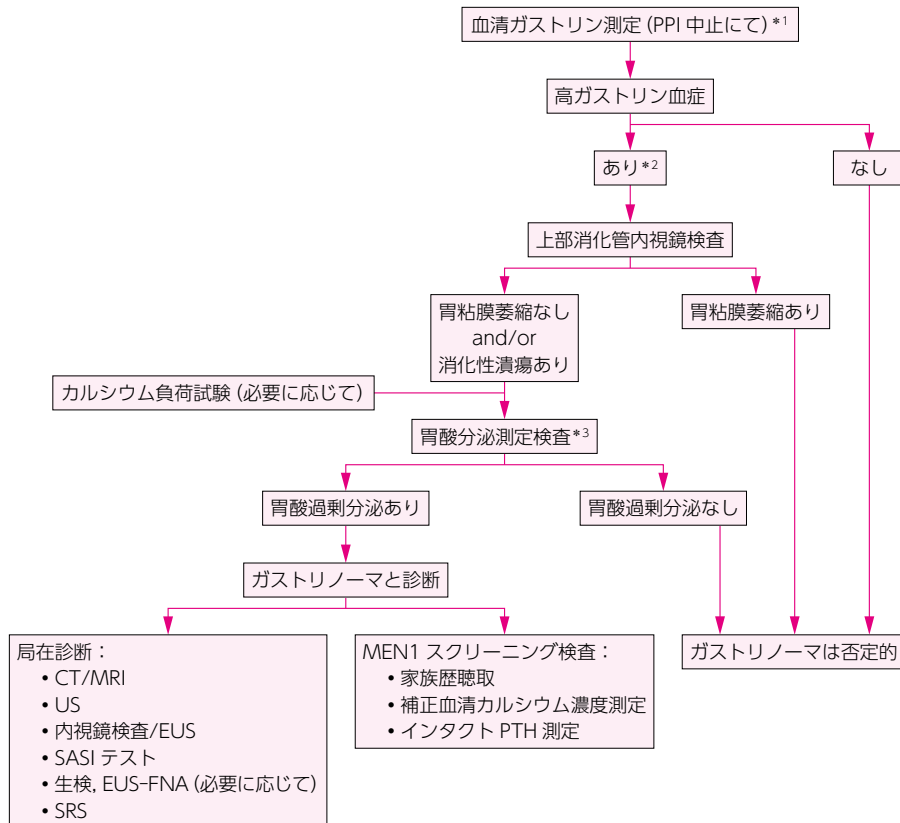 血清ガストリン測定 (PPI 中止にて) *1
高ガストリン血症
あり*2
なし
上部消化管内視鏡検査
胃粘膜萎縮なし
and/or
消化性潰瘍あり
胃粘膜萎縮あり
カルシウム負荷試験 (必要に応じて)
胃酸分泌測定検査*3
胃酸過剰分泌あり
胃酸過剰分泌なし
ガストリノーマと診断
局在診断：
• CT/MRI
• US
• 内視鏡検査/EUS
• SASI テスト
• 生検, EUS-FNA (必要に応じて)
• SRS
MEN1 スクリーニング検査：
• 家族歴聴取
• 補正血清カルシウム濃度測定
• インタクト PTH 測定
ガストリノーマは否定的